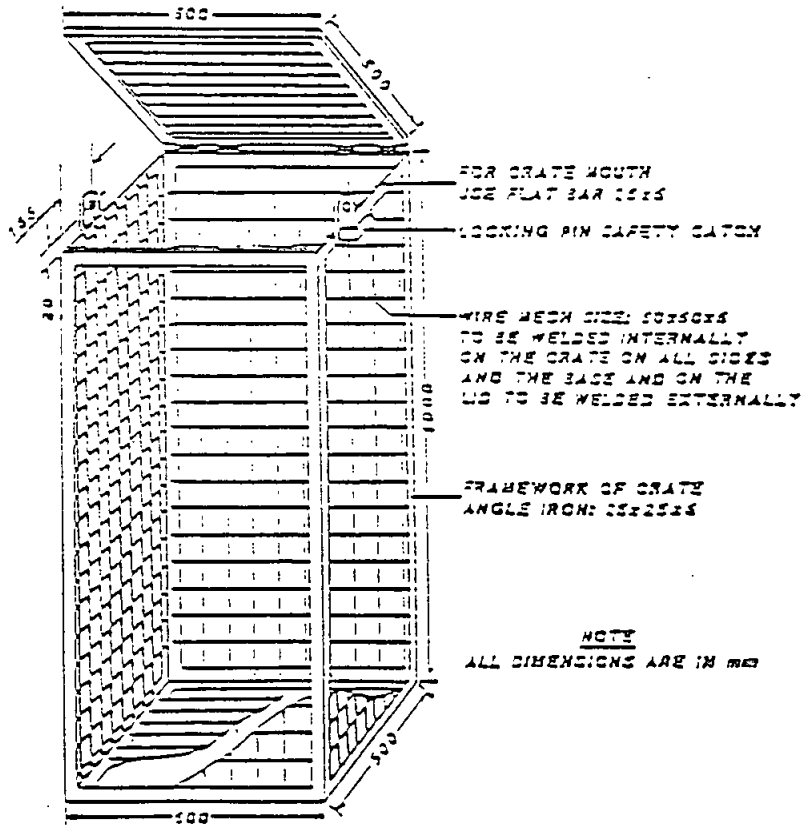 500
500
FOR CRATE MOUTH
USE FLAT BAR 25x5
LOCKING PIN SAFETY CATCH
WIRE MESH SIZE: 50x50x5
TO BE WELDED INTERNALLY
ON THE CRATE ON ALL SIDES
AND THE BASE AND ON THE
LID TO BE WELDED EXTERNALLY
1000
FRAMEWORK OF CRATE
ANGLE IRON: 25x25x5
NOTE
ALL DIMENSIONS ARE IN mm
500
500